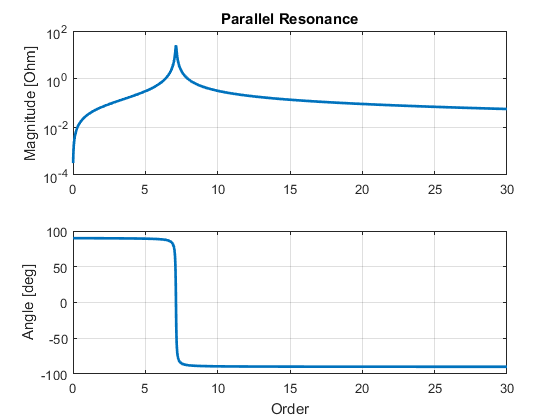 Parallel Resonance
10^2
10^0
10^-2
10^-4
Magnitude [Ohm]
0 5 10 15 20 25 30
100
50
0
-50
-100
Angle [deg]
0 5 10 15 20 25 30
Order